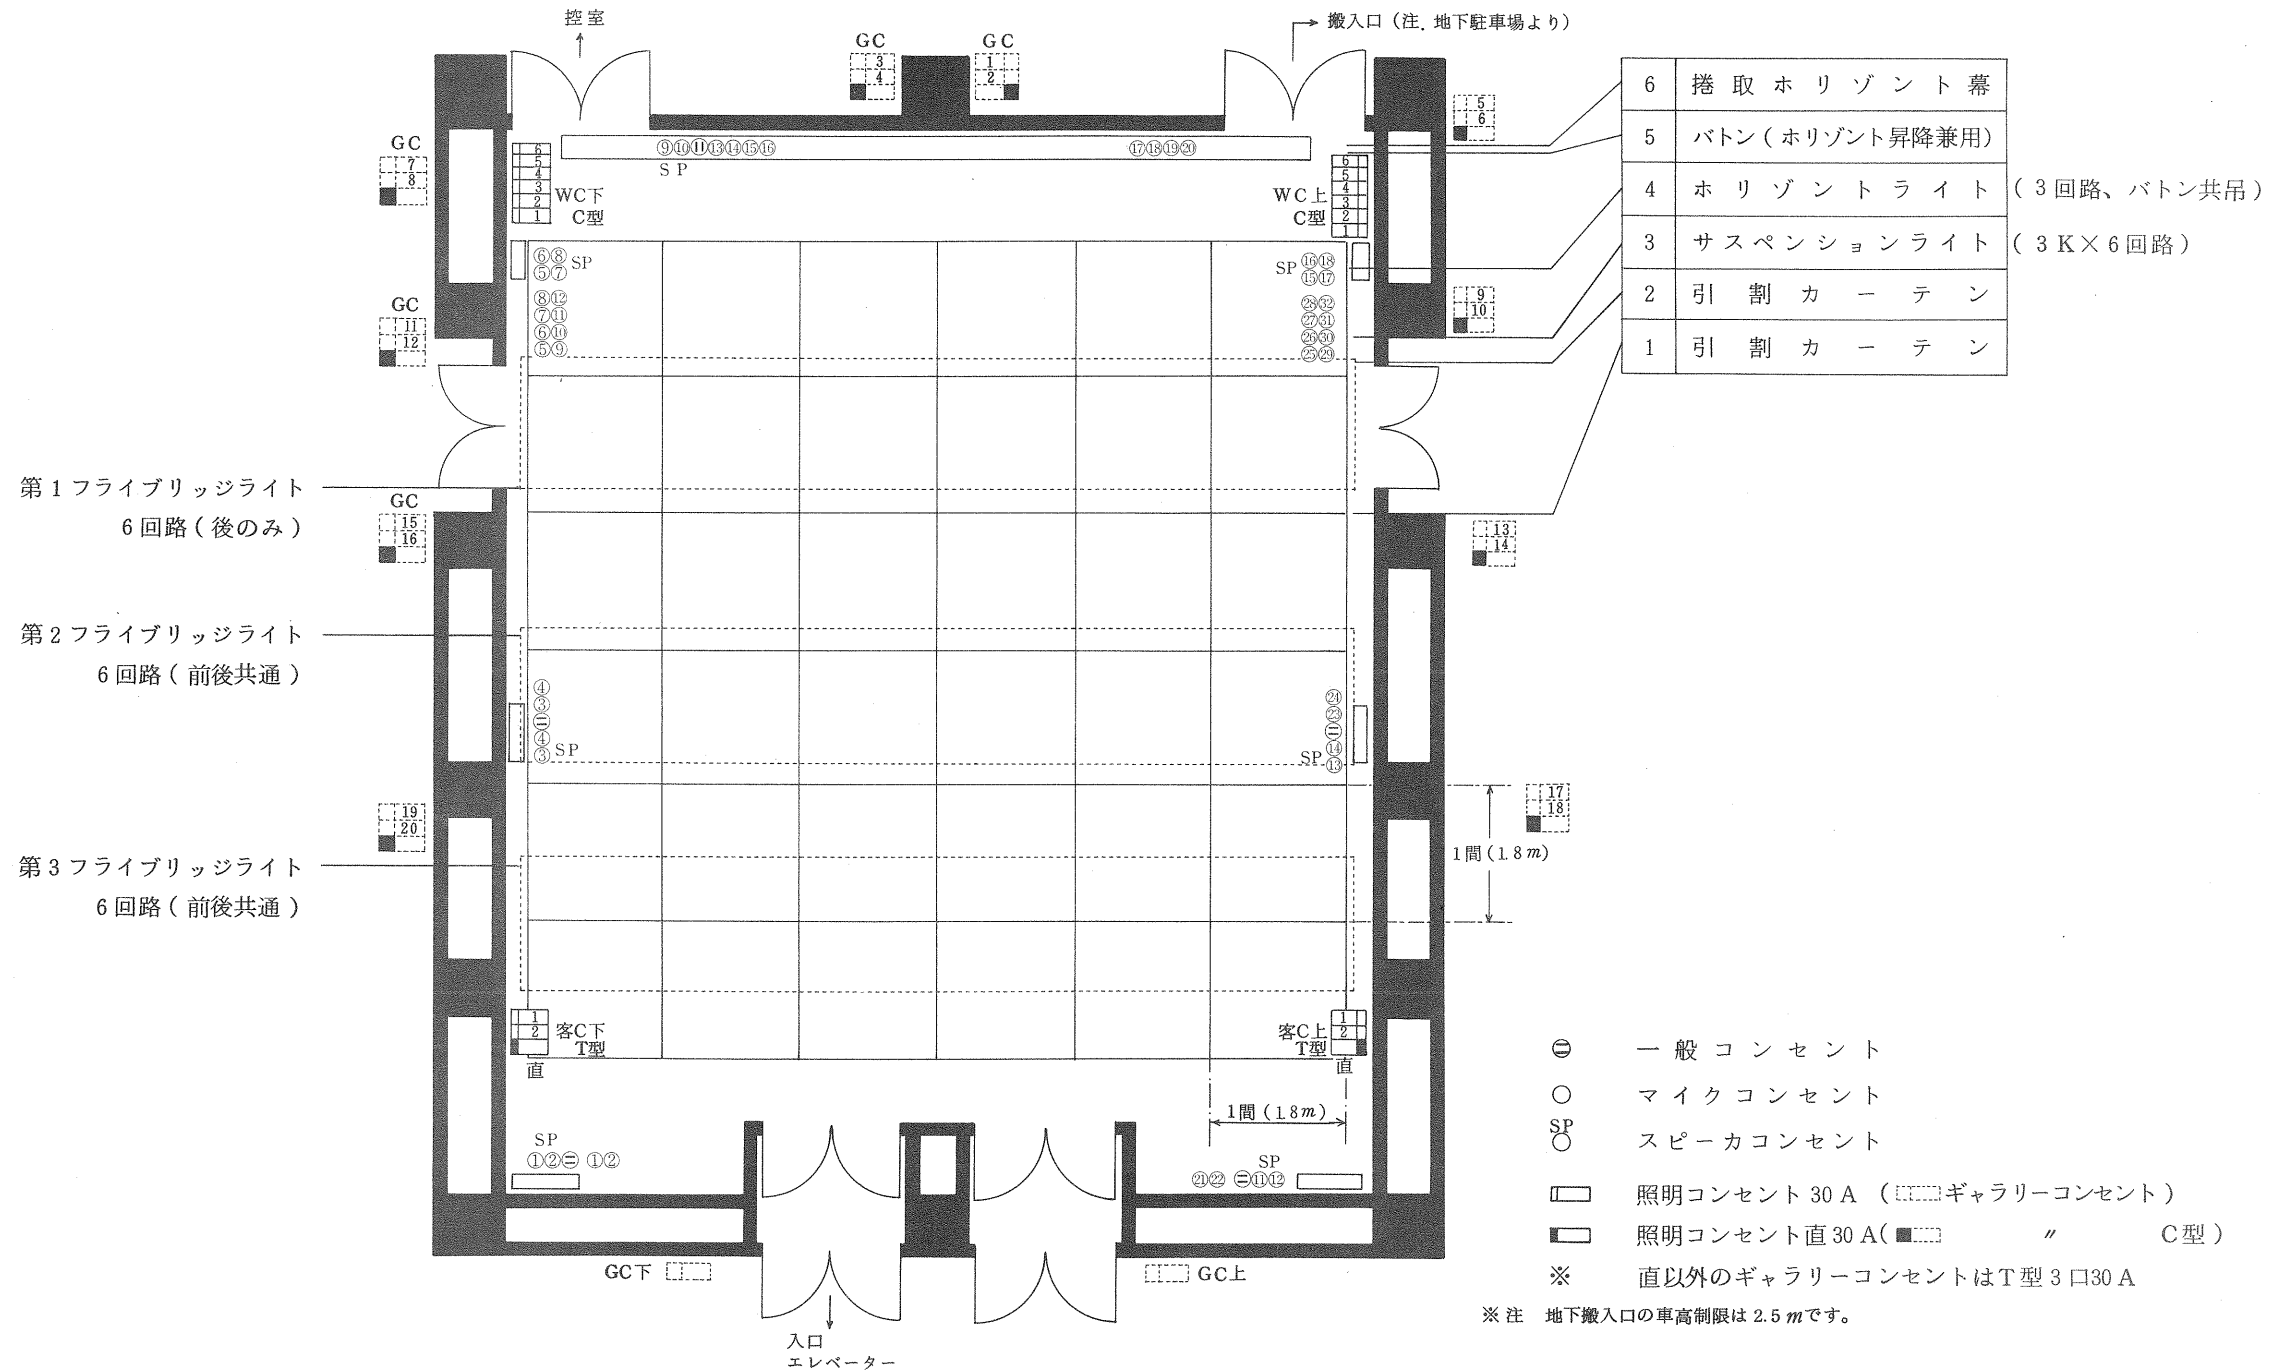 控室
搬入口（注．地下駐車場より）
GC
3
4
GC
1
2
5
6
GC
7
8
GC
11
12
9
10
GC
15
16
13
14
19
20
17
18
6 捲取ホリゾント幕
5 バトン（ホリゾント昇降兼用）
4 ホリゾントライト（3回路、バトン共吊）
3 サスペンションライト（3K×6回路）
2 引割カーテン
1 引割カーテン
⑨⑩⑪⑬⑭⑮⑯
SP
⑰⑱⑲⑳
6
5
4
3
2
1
WC下
C型
6
5
4
3
2
1
WC上
C型
⑥⑧ SP
⑤⑦
⑧⑫
⑦⑪
⑥⑩
⑤⑨
SP ⑯⑱
⑮⑰
㉘㉜
㉗㉛
㉖㉚
㉕㉙
第1フライブリッジライト
6回路（後のみ）
第2フライブリッジライト
6回路（前後共通）
第3フライブリッジライト
6回路（前後共通）
④
③
④
③ SP
㉔
㉓
⑭
SP ⑬
1間（1.8m）
1
2
客C下
T型
直
1
2
客C上
T型
直
1間（1.8m）
SP
①② ①②
SP
㉑㉒ ⑪⑫
GC下
GC上
入口
エレベーター
一般コンセント
マイクコンセント
SP スピーカコンセント
照明コンセント30A（ギャラリーコンセント）
照明コンセント直30A（ 〃 C型）
※ 直以外のギャラリーコンセントはT型3口30A
※注 地下搬入口の車高制限は2.5mです。